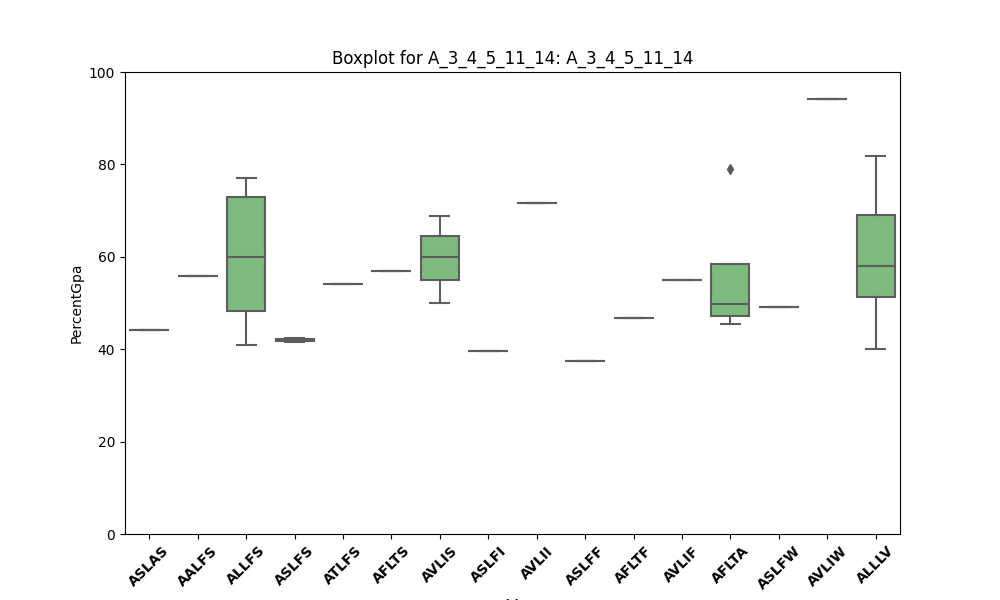 Boxplot for A_3_4_5_11_14: A_3_4_5_11_14
100
80
60
40
20
0
PercentGpa
ASLAS
AALFS
ALLFS
ASLFS
ATLFS
AFLTS
AVLIS
ASLFI
AVLII
ASLFF
AFLTF
AVLIF
AFLTA
ASLFW
AVLIW
ALLLV